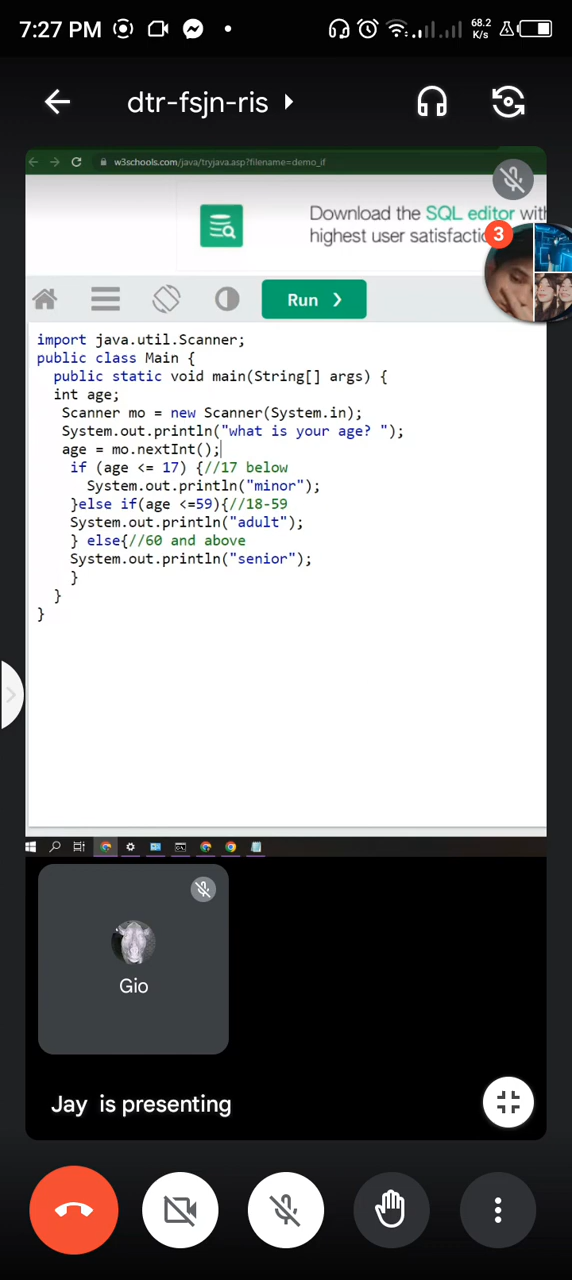 7:27 PM
68.2
K/s
dtr-fsjn-ris
w3schools.com/java/tryjava.asp?filename=demo_if
Download the SQL editor with
highest user satisfactio
3
Run
import java.util.Scanner;
public class Main {
public static void main(String[] args) {
int age;
Scanner mo = new Scanner(System.in);
System.out.println("what is your age? ");
age = mo.nextInt();
if (age <= 17) {//17 below
System.out.println("minor");
}else if(age <=59){//18-59
System.out.println("adult");
} else{//60 and above
System.out.println("senior");
}
}
}
Gio
Jay is presenting